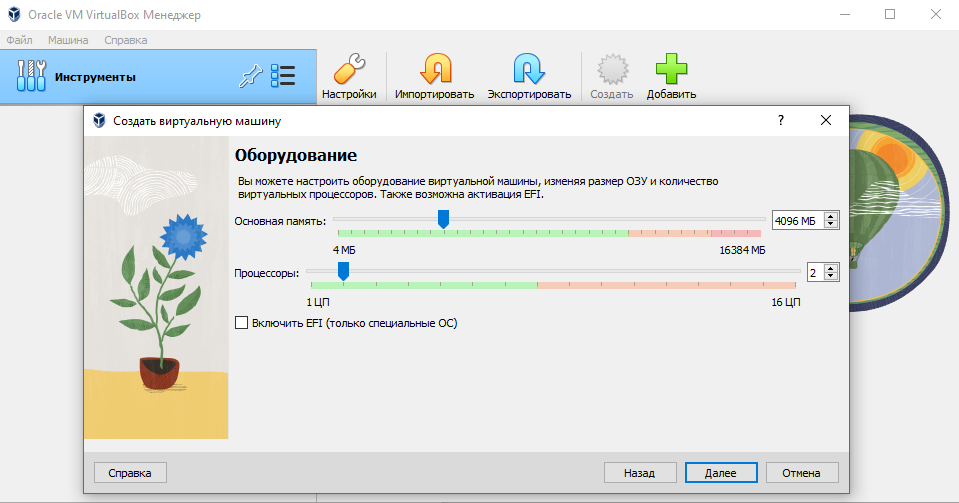 Oracle VM VirtualBox Менеджер
Файл Машина Справка
Инструменты
Настройки Импортировать Экспортировать Создать Добавить
Создать виртуальную машину ?
Оборудование
Вы можете настроить оборудование виртуальной машины, изменяя размер ОЗУ и количество
виртуальных процессоров. Также возможна активация EFI.
Основная память: 4096 МБ
4 МБ 16384 МБ
Процессоры: 2
1 ЦП 16 ЦП
Включить EFI (только специальные ОС)
Справка Назад Далее Отмена